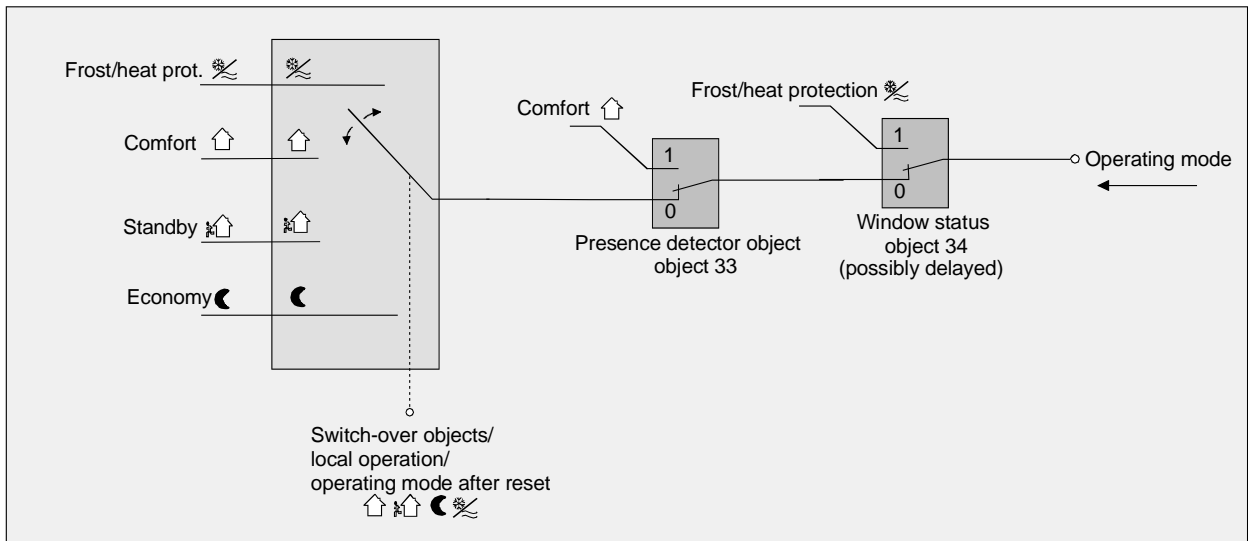 Frost/heat prot.
Comfort
Standby
Economy
Switch-over objects/
local operation/
operating mode after reset
Comfort
1
0
Presence detector object
object 33
Frost/heat protection
1
0
Window status
object 34
(possibly delayed)
Operating mode